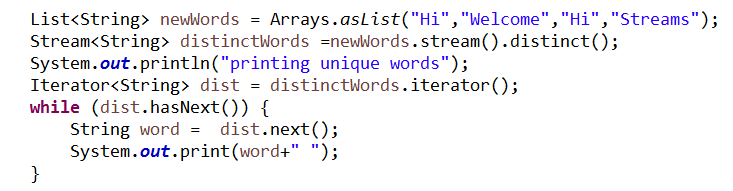 List<String> newWords = Arrays.asList("Hi","Welcome","Hi","Streams");
Stream<String> distinctWords =newWords.stream().distinct();
System.out.println("printing unique words");
Iterator<String> dist = distinctWords.iterator();
while (dist.hasNext()) {
    String word =  dist.next();
    System.out.print(word+" ");
}